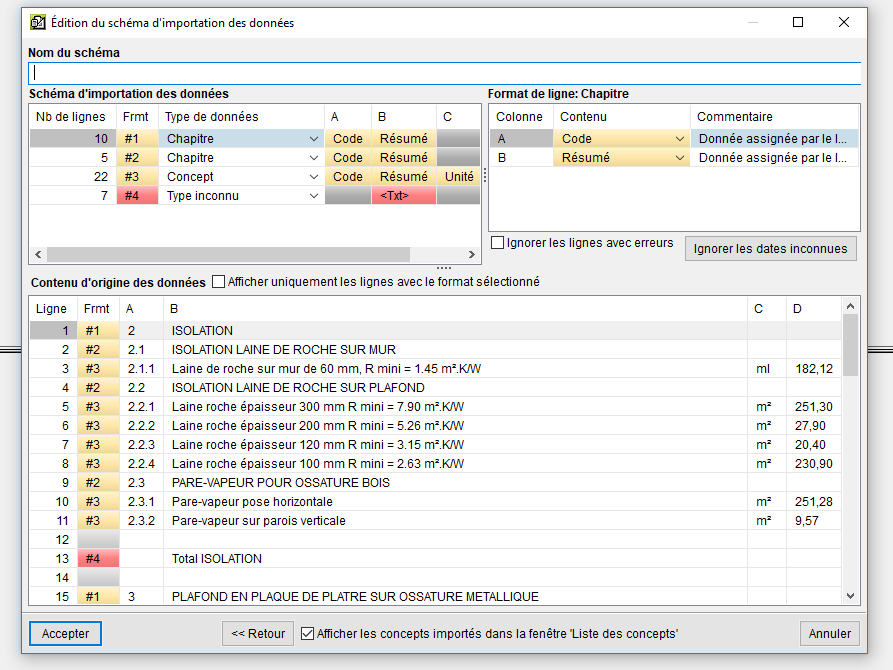 Édition du schéma d'importation des données
Nom du schéma
Schéma d'importation des données
Nb de lignes Frmt Type de données A B C
10 #1 Chapitre Code Résumé
5 #2 Chapitre Code Résumé
22 #3 Concept Code Résumé Unité
7 #4 Type inconnu <Txt>
Format de ligne: Chapitre
Colonne Contenu Commentaire
A Code Donnée assignée par le l...
B Résumé Donnée assignée par le l...
Ignorer les lignes avec erreurs
Ignorer les dates inconnues
Contenu d'origine des données Afficher uniquement les lignes avec le format sélectionné
Ligne Frmt A B C D
1 #1 2 ISOLATION
2 #2 2.1 ISOLATION LAINE DE ROCHE SUR MUR
3 #3 2.1.1 Laine de roche sur mur de 60 mm, R mini = 1.45 m².K/W ml 182,12
4 #2 2.2 ISOLATION LAINE DE ROCHE SUR PLAFOND
5 #3 2.2.1 Laine roche épaisseur 300 mm R mini = 7.90 m².K/W m² 251,30
6 #3 2.2.2 Laine roche épaisseur 200 mm R mini = 5.26 m².K/W m² 27,90
7 #3 2.2.3 Laine roche épaisseur 120 mm R mini = 3.15 m².K/W m² 20,40
8 #3 2.2.4 Laine roche épaisseur 100 mm R mini = 2.63 m².K/W m² 230,90
9 #2 2.3 PARE-VAPEUR POUR OSSATURE BOIS
10 #3 2.3.1 Pare-vapeur pose horizontale m² 251,28
11 #3 2.3.2 Pare-vapeur sur parois verticale m² 9,57
12
13 #4 Total ISOLATION
14
15 #1 3 PLAFOND EN PLAQUE DE PLATRE SUR OSSATURE METALLIQUE
Accepter << Retour Afficher les concepts importés dans la fenêtre 'Liste des concepts' Annuler